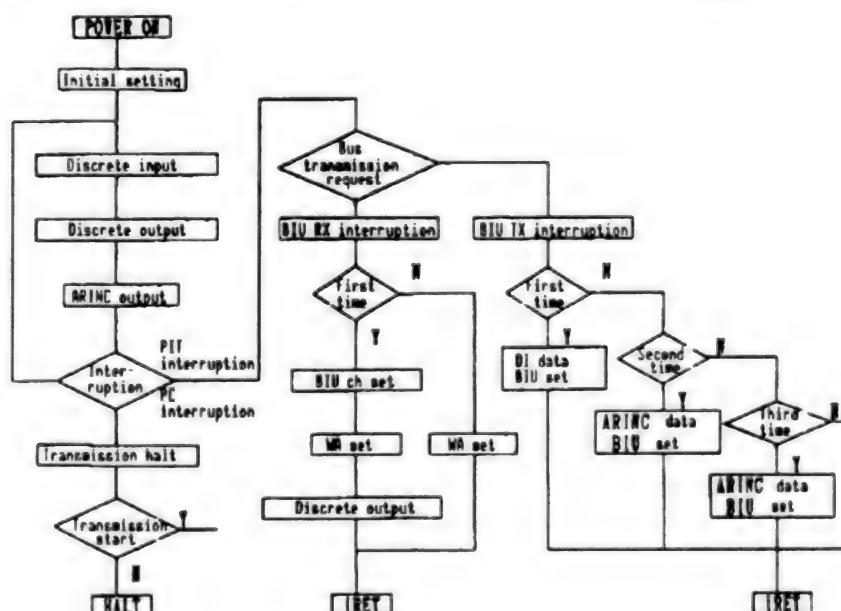 POWER ON
Initial setting
Discrete input
Discrete output
ARINC output
Inter-
ruption
PIT
interruption
PC
interruption
Transmission halt
Transmission
start
Y
N
HALT
Bus
transmission
request
BIU RX interruption
First
time
N
Y
BIU ch set
WA set
WA set
Discrete output
IRET
BIU TX interruption
First
time
N
Y
DI data
BIU set
Second
time
N
Y
ARINC data
BIU set
Third
time
N
Y
ARINC data
BIU set
IRET